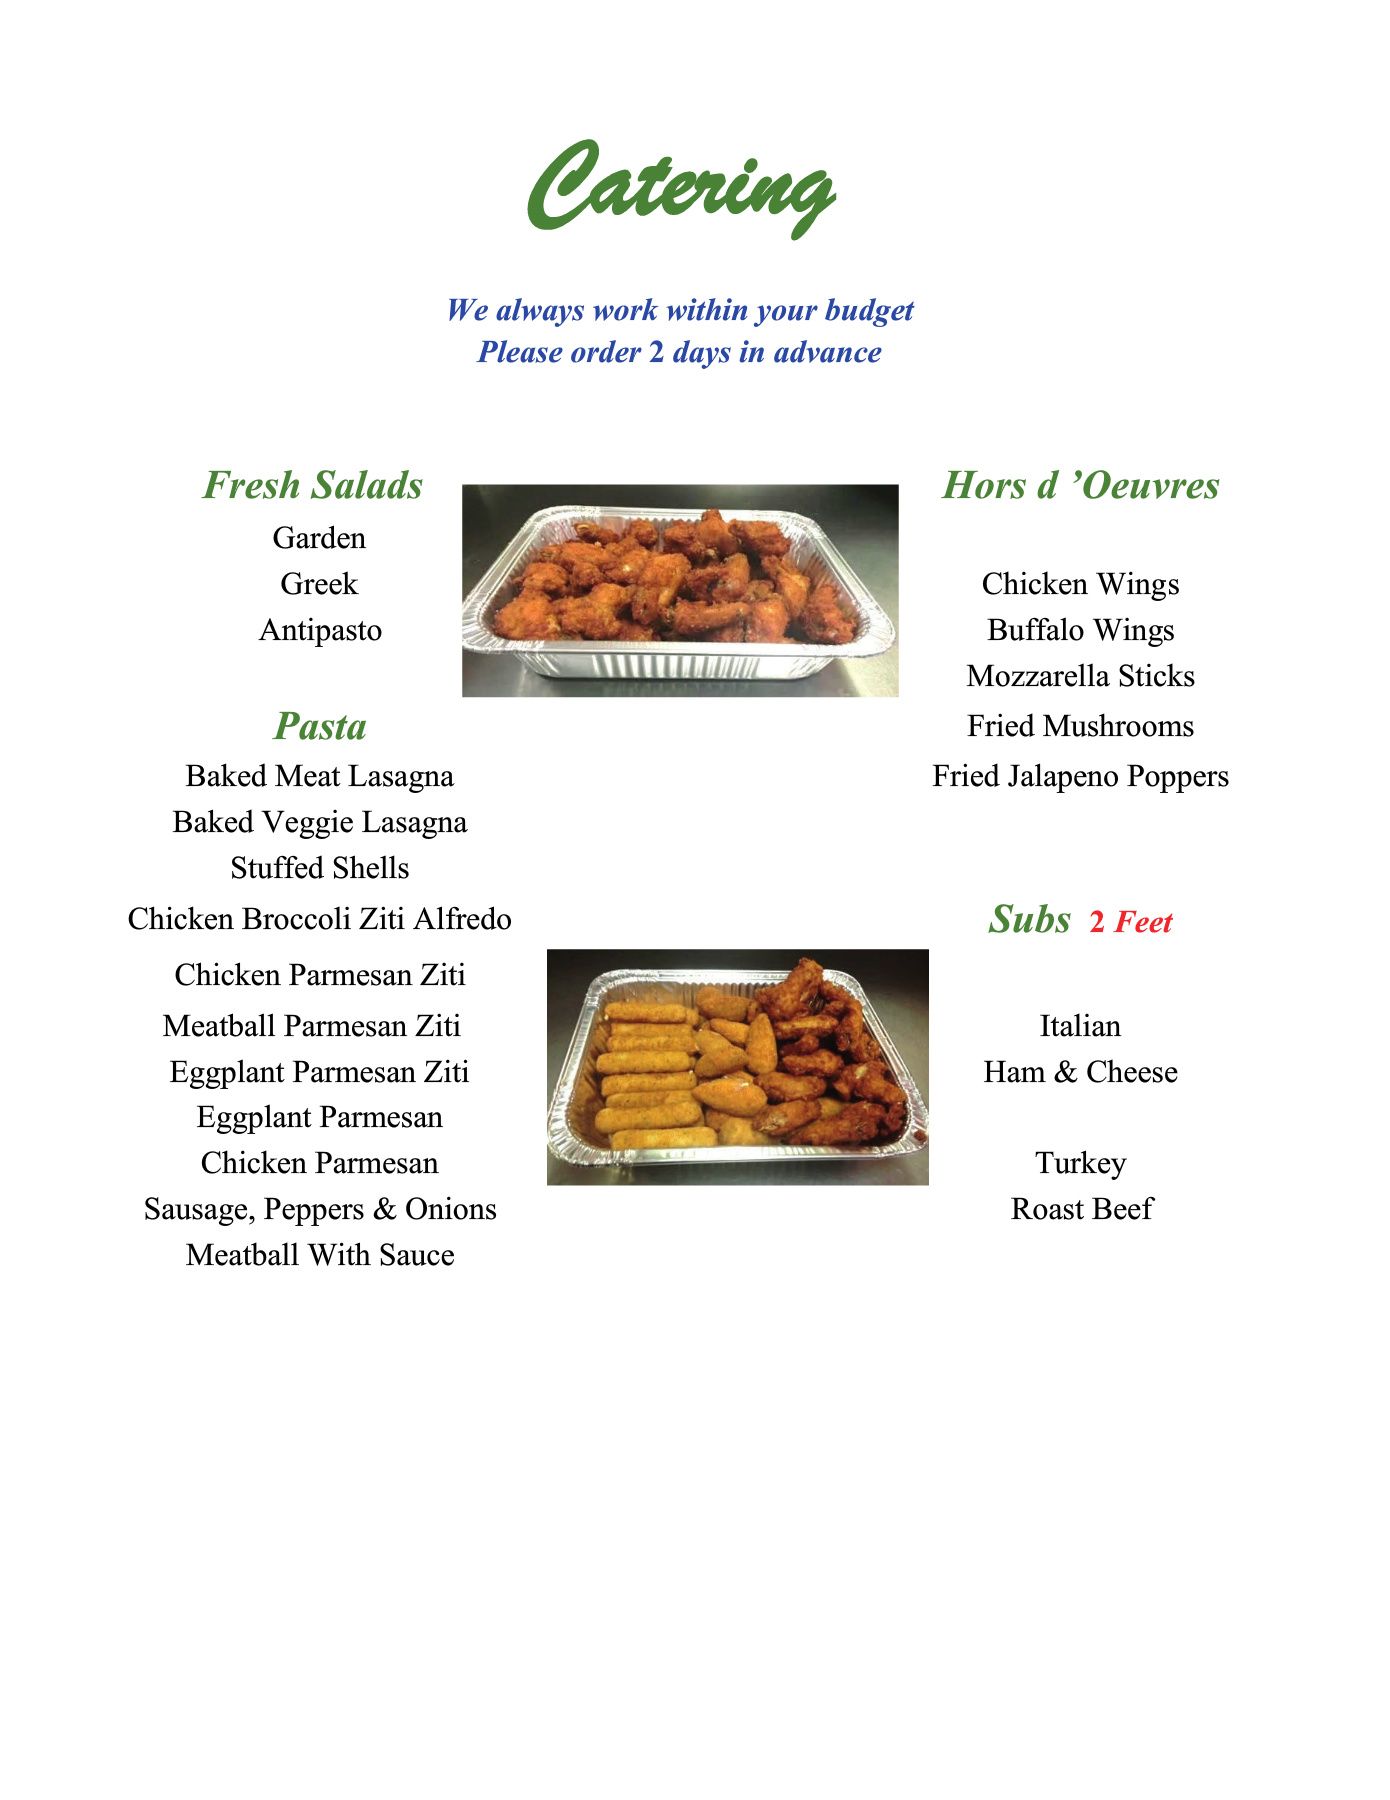 Catering
We always work within your budget
Please order 2 days in advance
Fresh Salads
Garden
Greek
Antipasto
Pasta
Baked Meat Lasagna
Baked Veggie Lasagna
Stuffed Shells
Chicken Broccoli Ziti Alfredo
Chicken Parmesan Ziti
Meatball Parmesan Ziti
Eggplant Parmesan Ziti
Eggplant Parmesan
Chicken Parmesan
Sausage, Peppers & Onions
Meatball With Sauce
Hors d ’Oeuvres
Chicken Wings
Buffalo Wings
Mozzarella Sticks
Fried Mushrooms
Fried Jalapeno Poppers
Subs 2 Feet
Italian
Ham & Cheese
Turkey
Roast Beef